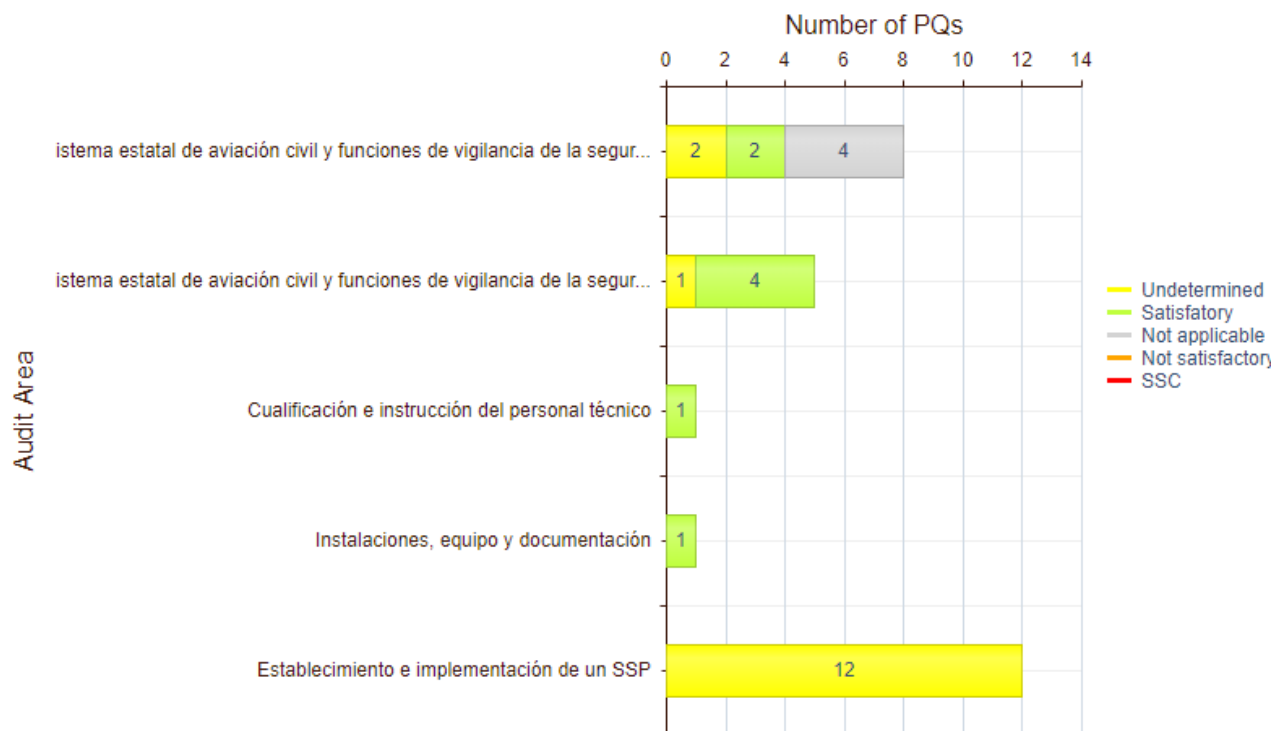 Number of PQs
0 2 4 6 8 10 12 14
istema estatal de aviación civil y funciones de vigilancia de la segur...
2 2 4
istema estatal de aviación civil y funciones de vigilancia de la segur...
1 4
Cualificación e instrucción del personal técnico
1
Instalaciones, equipo y documentación
1
Establecimiento e implementación de un SSP
12
Audit Area
Undetermined
Satisfatory
Not applicable
Not satisfactory
SSC